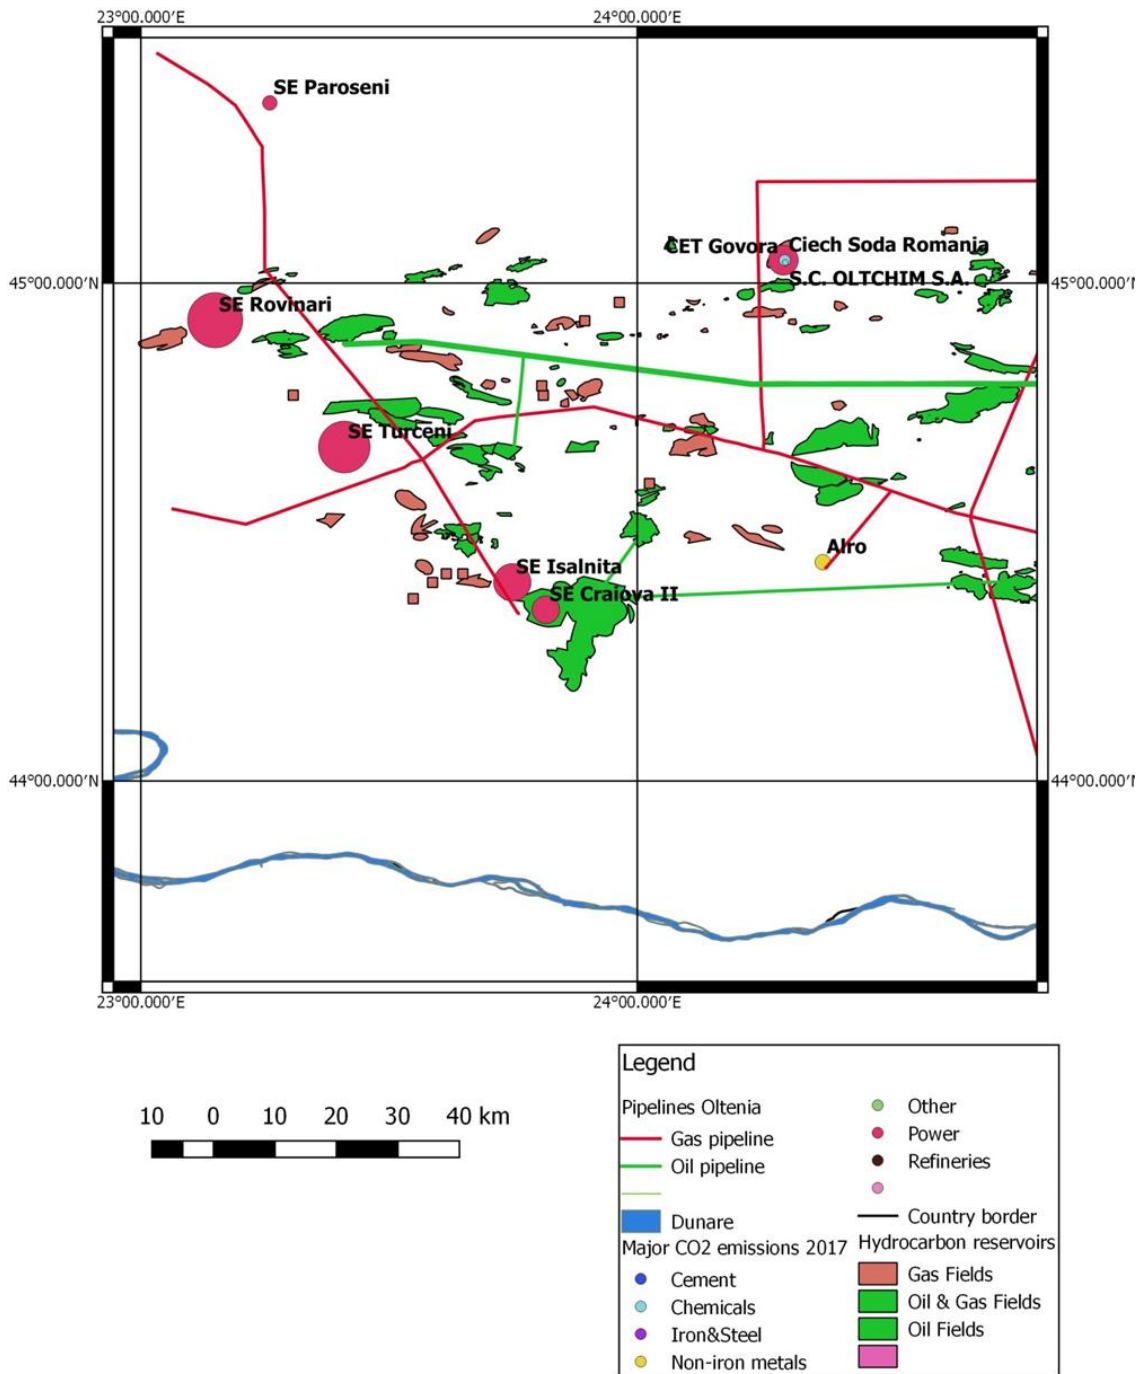 23°00.000'E 24°00.000'E
SE Paroseni
CET Govora Ciech Soda Romania
45°00.000'N S.C. OLTCHIM S.A. 45°00.000'N
SE Rovinari
SE Turceni
Alro
SE Isalnita
SE Craiova II
44°00.000'N 44°00.000'N
23°00.000'E 24°00.000'E
10 0 10 20 30 40 km
Legend
Pipelines Oltenia
Gas pipeline
Oil pipeline
Dunare
Major CO2 emissions 2017
Cement
Chemicals
Iron&Steel
Non-iron metals
Other
Power
Refineries
Country border
Hydrocarbon reservoirs
Gas Fields
Oil & Gas Fields
Oil Fields